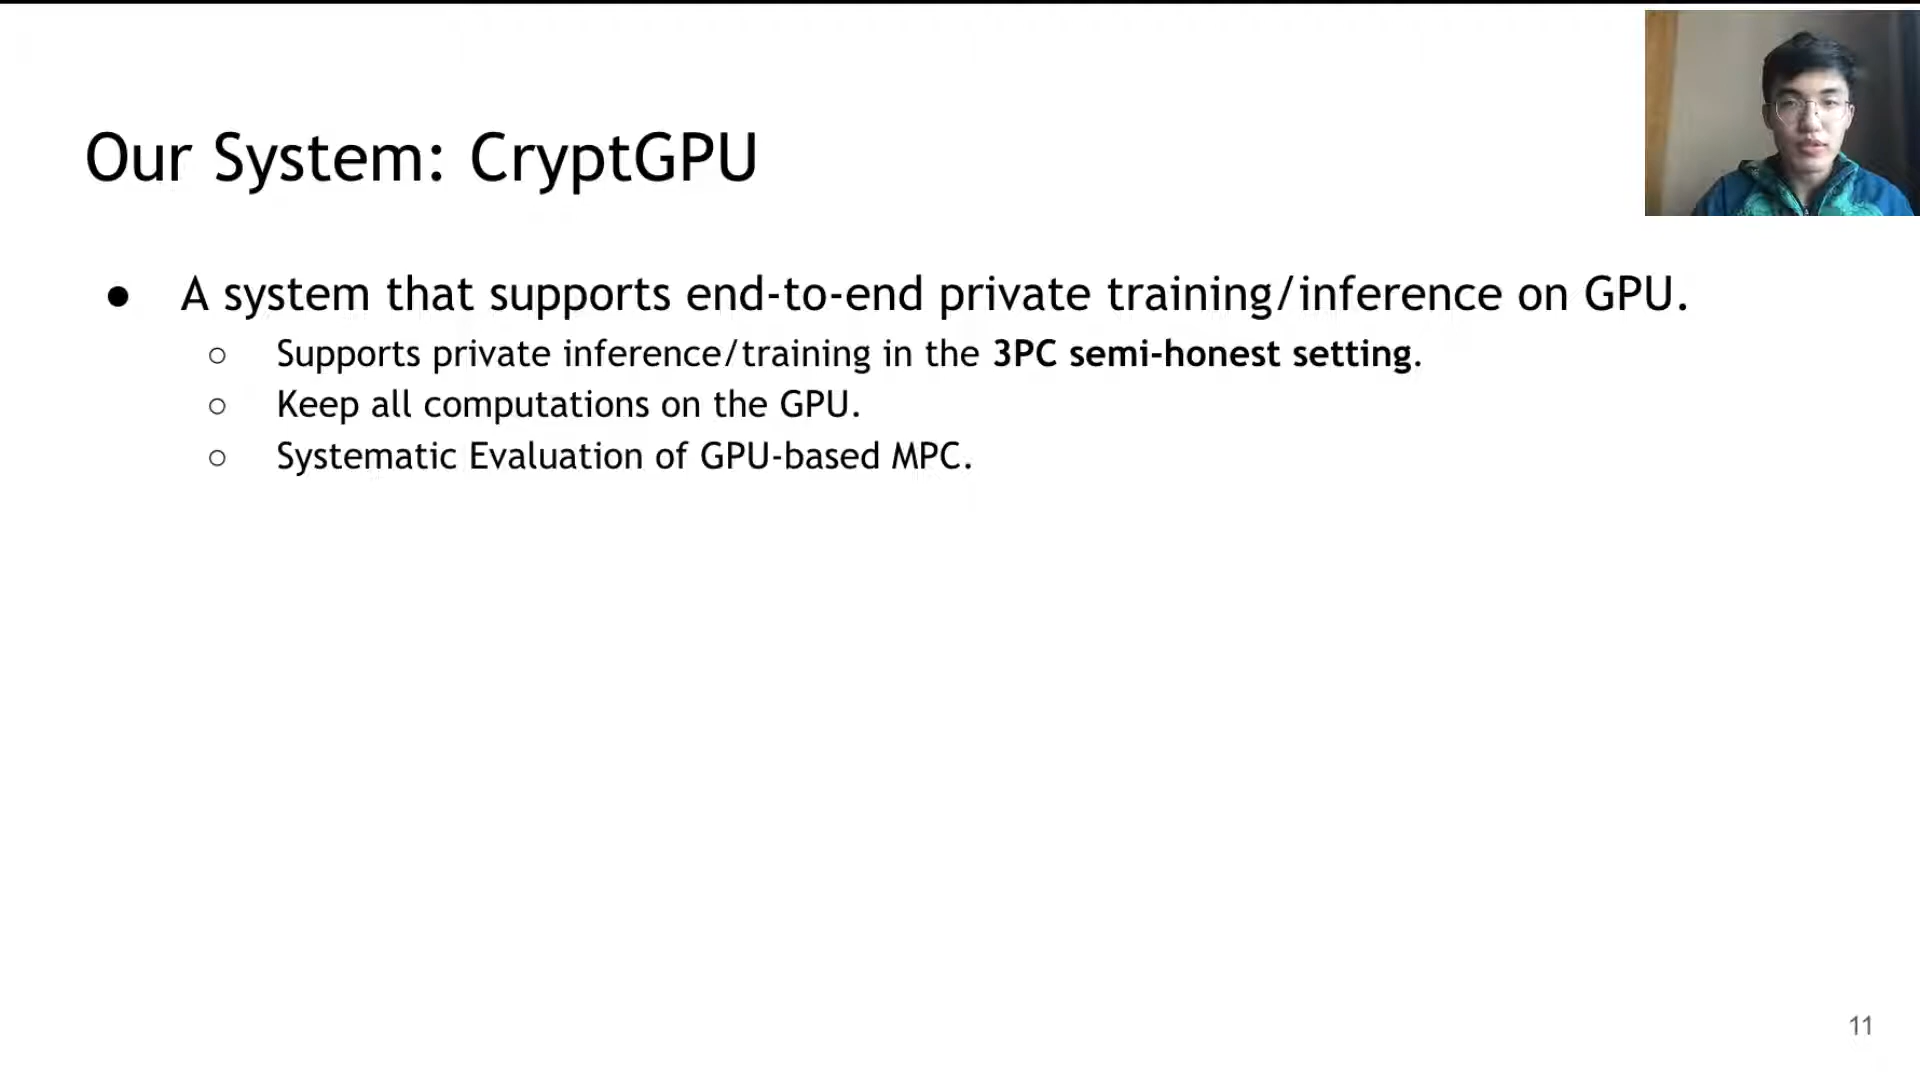 Our System: CryptGPU
● A system that supports end-to-end private training/inference on GPU.
○ Supports private inference/training in the 3PC semi-honest setting.
○ Keep all computations on the GPU.
○ Systematic Evaluation of GPU-based MPC.
11